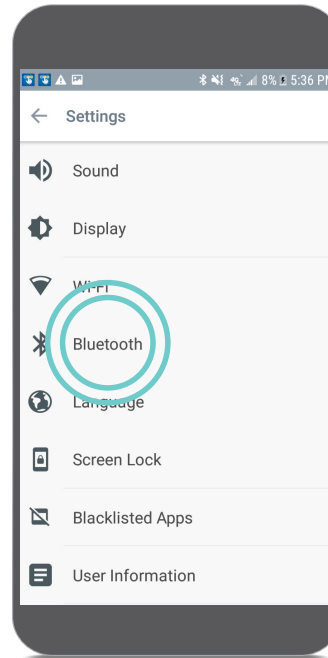 8% 5:36 PM
Settings
Sound
Display
Wi-Fi
Bluetooth
Language
Screen Lock
Blacklisted Apps
User Information